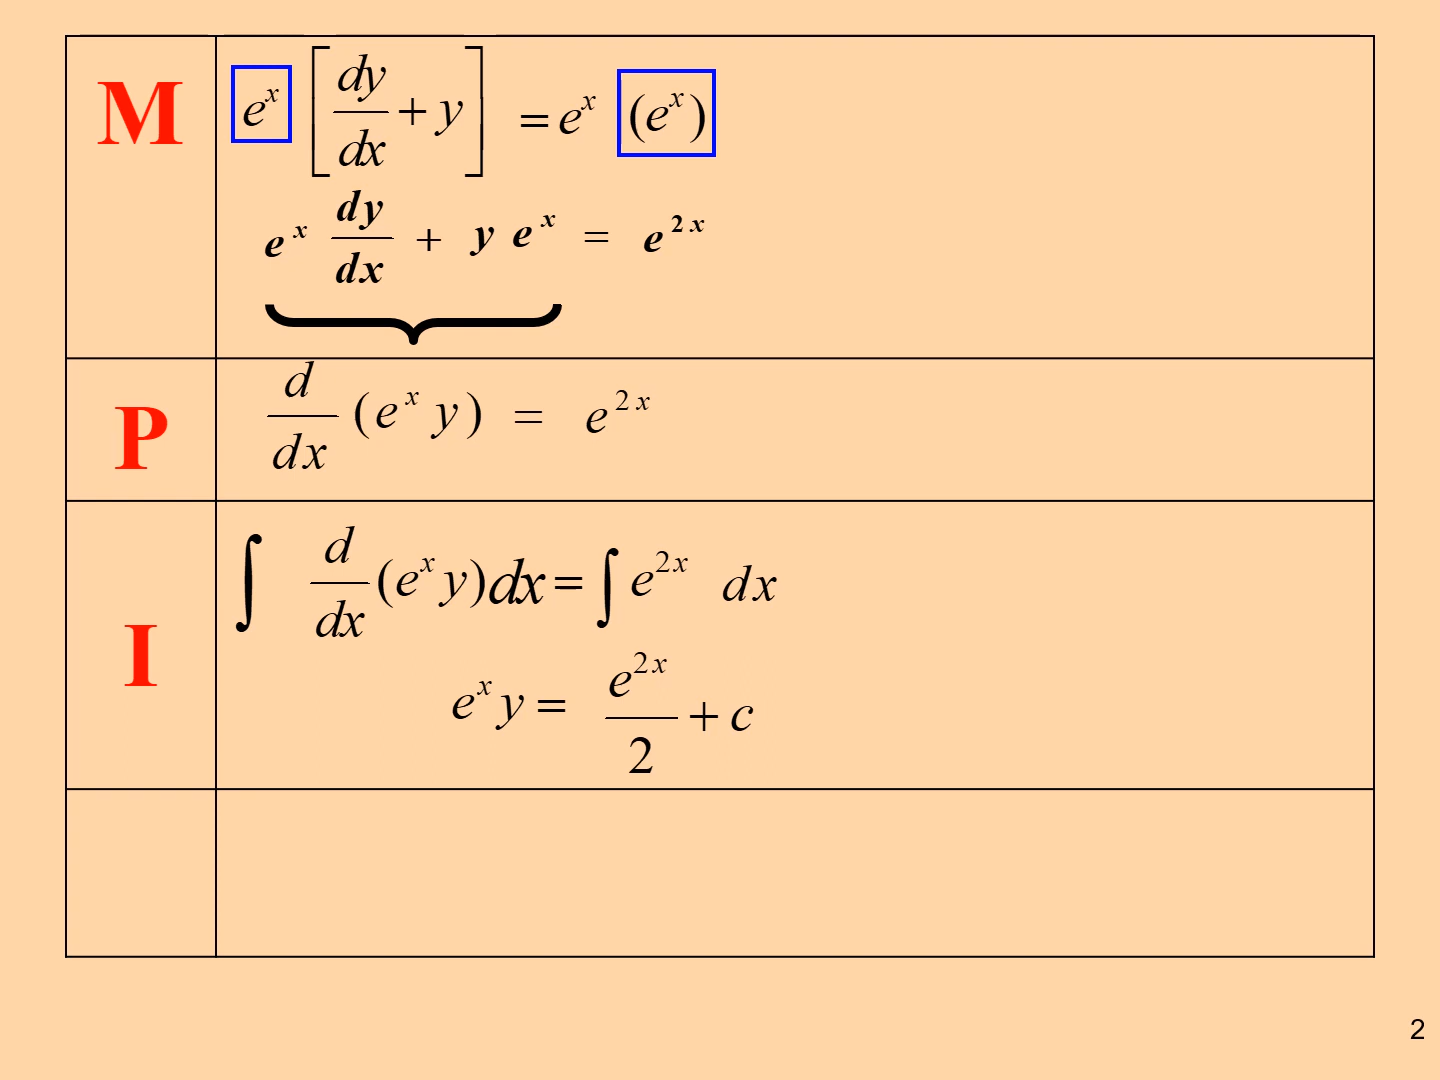 M
e^x [dy/dx + y] = e^x (e^x)
e^x dy/dx + y e^x = e^{2x}
P
d/dx (e^x y) = e^{2x}
I
∫ d/dx (e^x y)dx = ∫ e^{2x} dx
e^x y = e^{2x}/2 + c
2